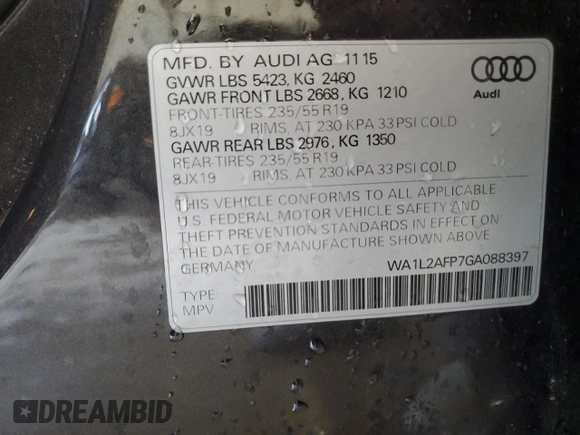 MFD. BY AUDI AG 11 15
GVWR LBS 5423, KG 2460
GAWR FRONT LBS 2668, KG 1210
FRONT-TIRES 235/55 R19
8JX19 RIMS, AT 230 KPA 33 PSI COLD
GAWR REAR LBS 2976, KG 1350
REAR-TIRES 235/55 R19
8JX19 RIMS, AT 230 KPA 33 PSI COLD
THIS VEHICLE CONFORMS TO ALL APPLICABLE
U.S. FEDERAL MOTOR VEHICLE SAFETY AND
THEFT PREVENTION STANDARDS IN EFFECT ON
THE DATE OF MANUFACTURE SHOWN ABOVE.
GERMANY WA1L2AFP7GA088397
TYPE:
MPV
Audi
DREAMBID